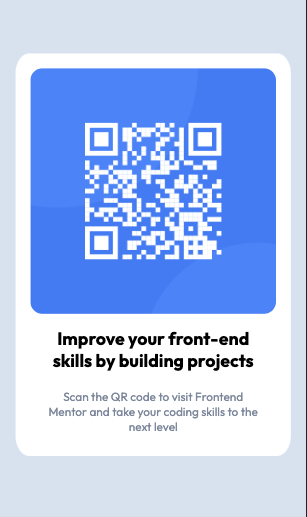 Improve your front-end
skills by building projects
Scan the QR code to visit Frontend
Mentor and take your coding skills to the
next level